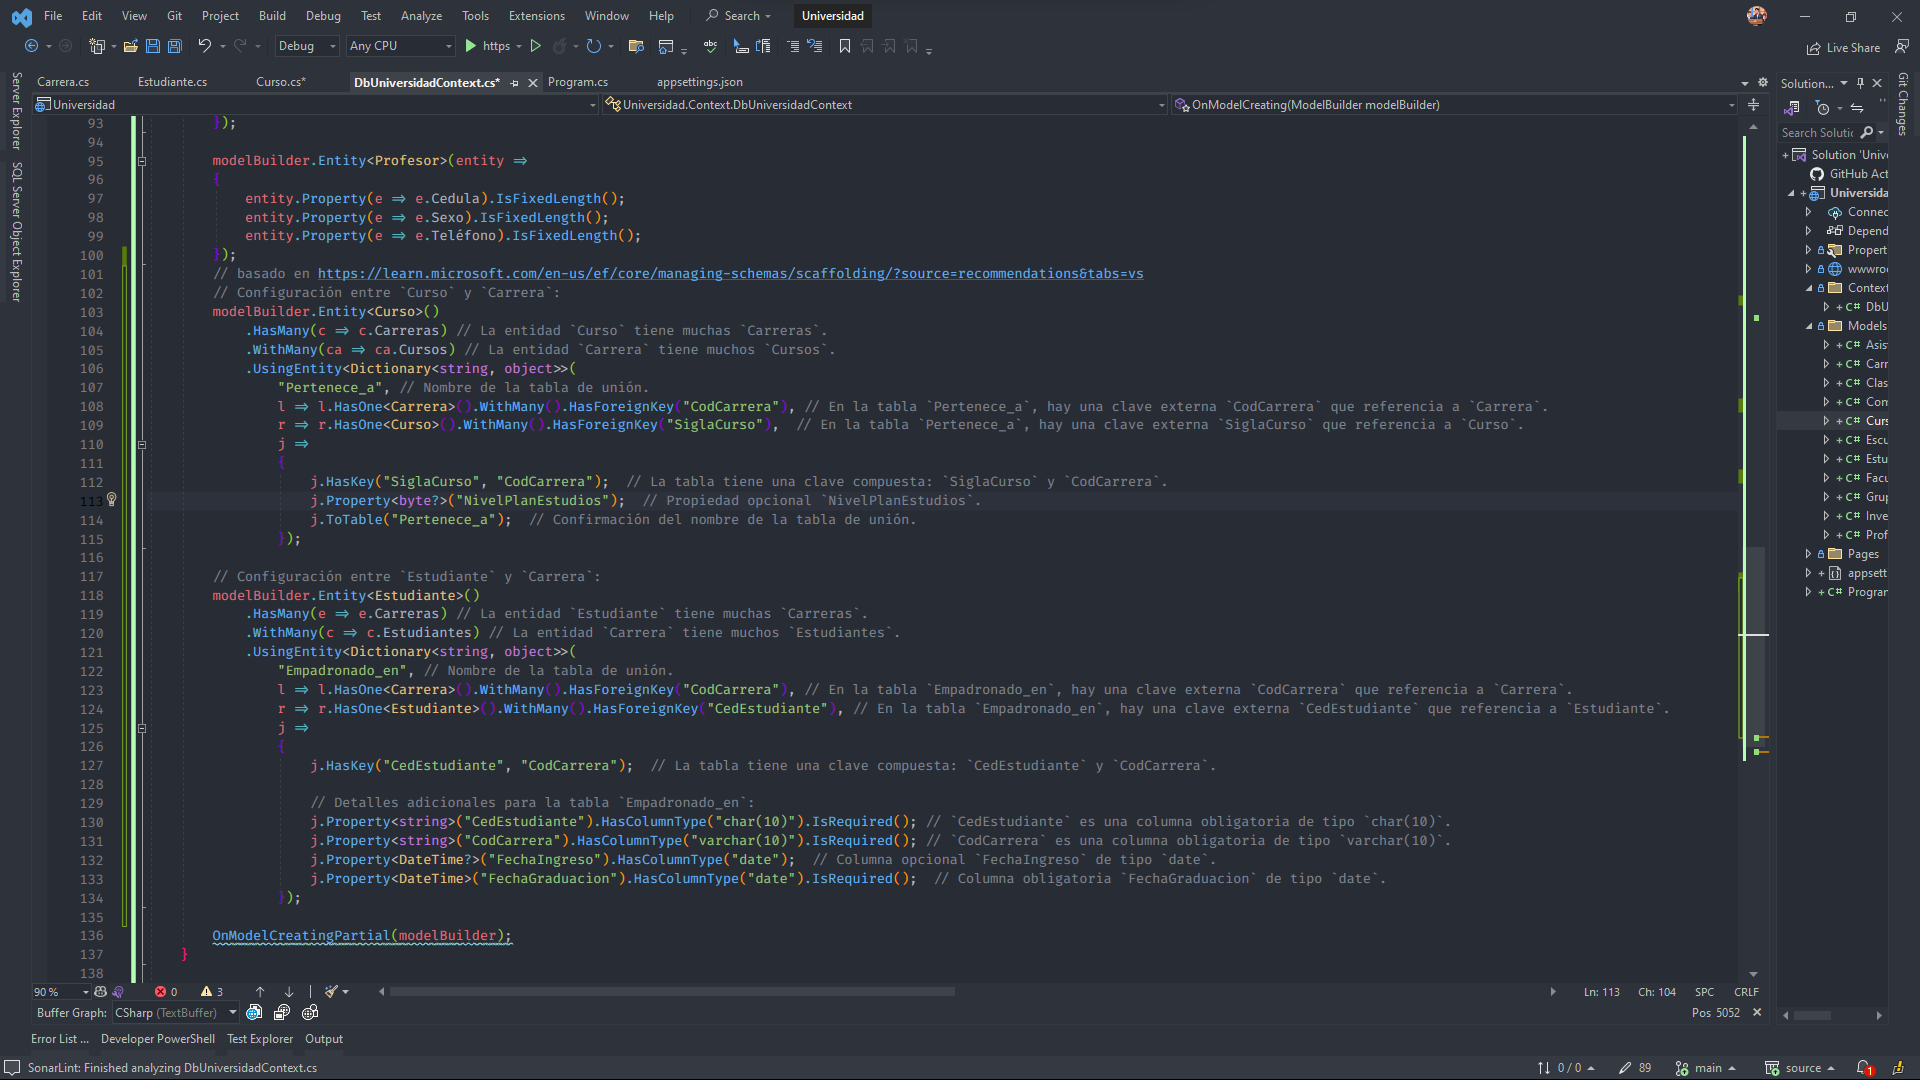 File Edit View Git Project Build Debug Test Analyze Tools Extensions Window Help Search Universidad
Debug Any CPU https Live Share
Carrera.cs Estudiante.cs Curso.cs* DbUniversidadContext.cs* Program.cs appsettings.json
Universidad Universidad.Context.DbUniversidadContext OnModelCreating(ModelBuilder modelBuilder)
Server Explorer
SQL Server Object Explorer
93 });
94
95 modelBuilder.Entity<Profesor>(entity =>
96 {
97 entity.Property(e => e.Cedula).IsFixedLength();
98 entity.Property(e => e.Sexo).IsFixedLength();
99 entity.Property(e => e.Teléfono).IsFixedLength();
100 });
101 // basado en https://learn.microsoft.com/en-us/ef/core/managing-schemas/scaffolding/?source=recommendations&tabs=vs
102 // Configuración entre `Curso` y `Carrera`:
103 modelBuilder.Entity<Curso>()
104 .HasMany(c => c.Carreras) // La entidad `Curso` tiene muchas `Carreras`.
105 .WithMany(ca => ca.Cursos) // La entidad `Carrera` tiene muchos `Cursos`.
106 .UsingEntity<Dictionary<string, object>>(
107 "Pertenece_a", // Nombre de la tabla de unión.
108 l => l.HasOne<Carrera>().WithMany().HasForeignKey("CodCarrera"), // En la tabla `Pertenece_a`, hay una clave externa `CodCarrera` que referencia a `Carrera`.
109 r => r.HasOne<Curso>().WithMany().HasForeignKey("SiglaCurso"), // En la tabla `Pertenece_a`, hay una clave externa `SiglaCurso` que referencia a `Curso`.
110 j =>
111 {
112 j.HasKey("SiglaCurso", "CodCarrera"); // La tabla tiene una clave compuesta: `SiglaCurso` y `CodCarrera`.
113 j.Property<byte?>("NivelPlanEstudios"); // Propiedad opcional `NivelPlanEstudios`.
114 j.ToTable("Pertenece_a"); // Confirmación del nombre de la tabla de unión.
115 });
116
117 // Configuración entre `Estudiante` y `Carrera`:
118 modelBuilder.Entity<Estudiante>()
119 .HasMany(e => e.Carreras) // La entidad `Estudiante` tiene muchas `Carreras`.
120 .WithMany(c => c.Estudiantes) // La entidad `Carrera` tiene muchos `Estudiantes`.
121 .UsingEntity<Dictionary<string, object>>(
122 "Empadronado_en", // Nombre de la tabla de unión.
123 l => l.HasOne<Carrera>().WithMany().HasForeignKey("CodCarrera"), // En la tabla `Empadronado_en`, hay una clave externa `CodCarrera` que referencia a `Carrera`.
124 r => r.HasOne<Estudiante>().WithMany().HasForeignKey("CedEstudiante"), // En la tabla `Empadronado_en`, hay una clave externa `CedEstudiante` que referencia a `Estudiante`.
125 j =>
126 {
127 j.HasKey("CedEstudiante", "CodCarrera"); // La tabla tiene una clave compuesta: `CedEstudiante` y `CodCarrera`.
128
129 // Detalles adicionales para la tabla `Empadronado_en`:
130 j.Property<string>("CedEstudiante").HasColumnType("char(10)").IsRequired(); // `CedEstudiante` es una columna obligatoria de tipo `char(10)`.
131 j.Property<string>("CodCarrera").HasColumnType("varchar(10)").IsRequired(); // `CodCarrera` es una columna obligatoria de tipo `varchar(10)`.
132 j.Property<DateTime?>("FechaIngreso").HasColumnType("date"); // Columna opcional `FechaIngreso` de tipo `date`.
133 j.Property<DateTime>("FechaGraduacion").HasColumnType("date").IsRequired(); // Columna obligatoria `FechaGraduacion` de tipo `date`.
134 });
135
136 OnModelCreatingPartial(modelBuilder);
137 }
138
Solution...
Search Soluti
Solution 'Unive
GitHub Act
Universida
Connec
Depend
Propert
wwwroo
Context
C# DbU
Models
C# Asis
C# Carr
C# Clas
C# Com
C# Curs
C# Escu
C# Estu
C# Facu
C# Grup
C# Inve
C# Prof
Pages
appsett
C# Progran
Git Changes
90 % 0 3 Ln: 113 Ch: 104 SPC CRLF
Buffer Graph: CSharp (TextBuffer) Pos 5052
Error List ... Developer PowerShell Test Explorer Output
SonarLint: Finished analyzing DbUniversidadContext.cs 0 / 0 89 main source 1